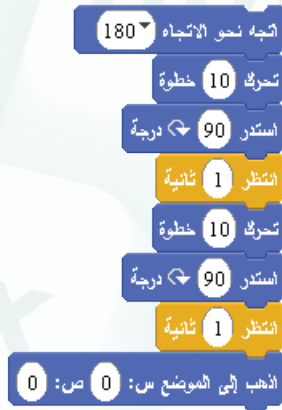 اتجه نحو الاتجاه 180
تحرك 10 خطوة
استدر 90 درجة
انتظر 1 ثانية
تحرك 10 خطوة
استدر 90 درجة
انتظر 1 ثانية
اذهب إلى الموضع س: 0 ص: 0